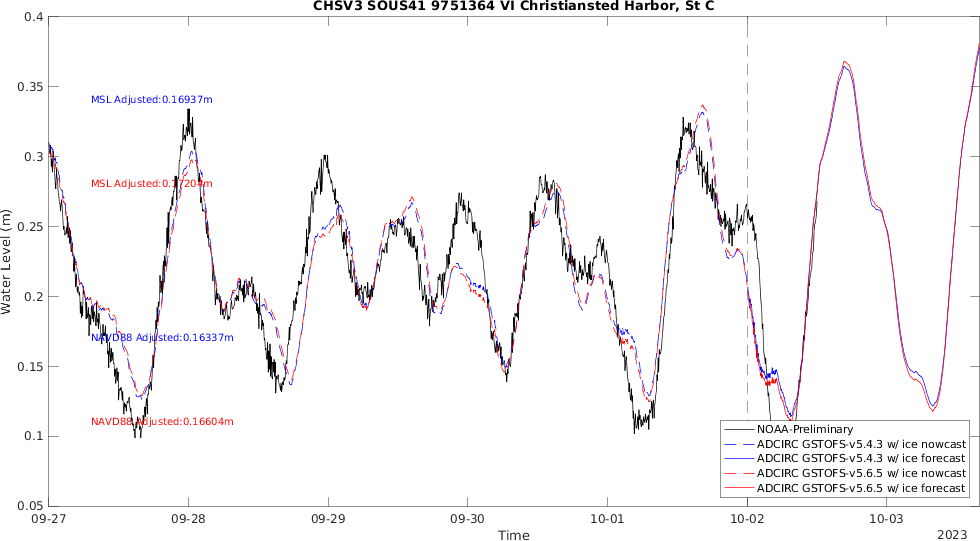 CHSV3 SOUS41 9751364 VI Christiansted Harbor, St C
0.4
0.35
0.3
0.25
0.2
0.15
0.1
0.05
Water Level (m)
MSL Adjusted:0.16937m
MSL Adjusted:0.17204m
NAVD88 Adjusted:0.16337m
NAVD88 Adjusted:0.16604m
NOAA-Preliminary
ADCIRC GSTOFS-v5.4.3 w/ ice nowcast
ADCIRC GSTOFS-v5.4.3 w/ ice forecast
ADCIRC GSTOFS-v5.6.5 w/ ice nowcast
ADCIRC GSTOFS-v5.6.5 w/ ice forecast
09-27 09-28 09-29 09-30 10-01 10-02 10-03
Time
2023